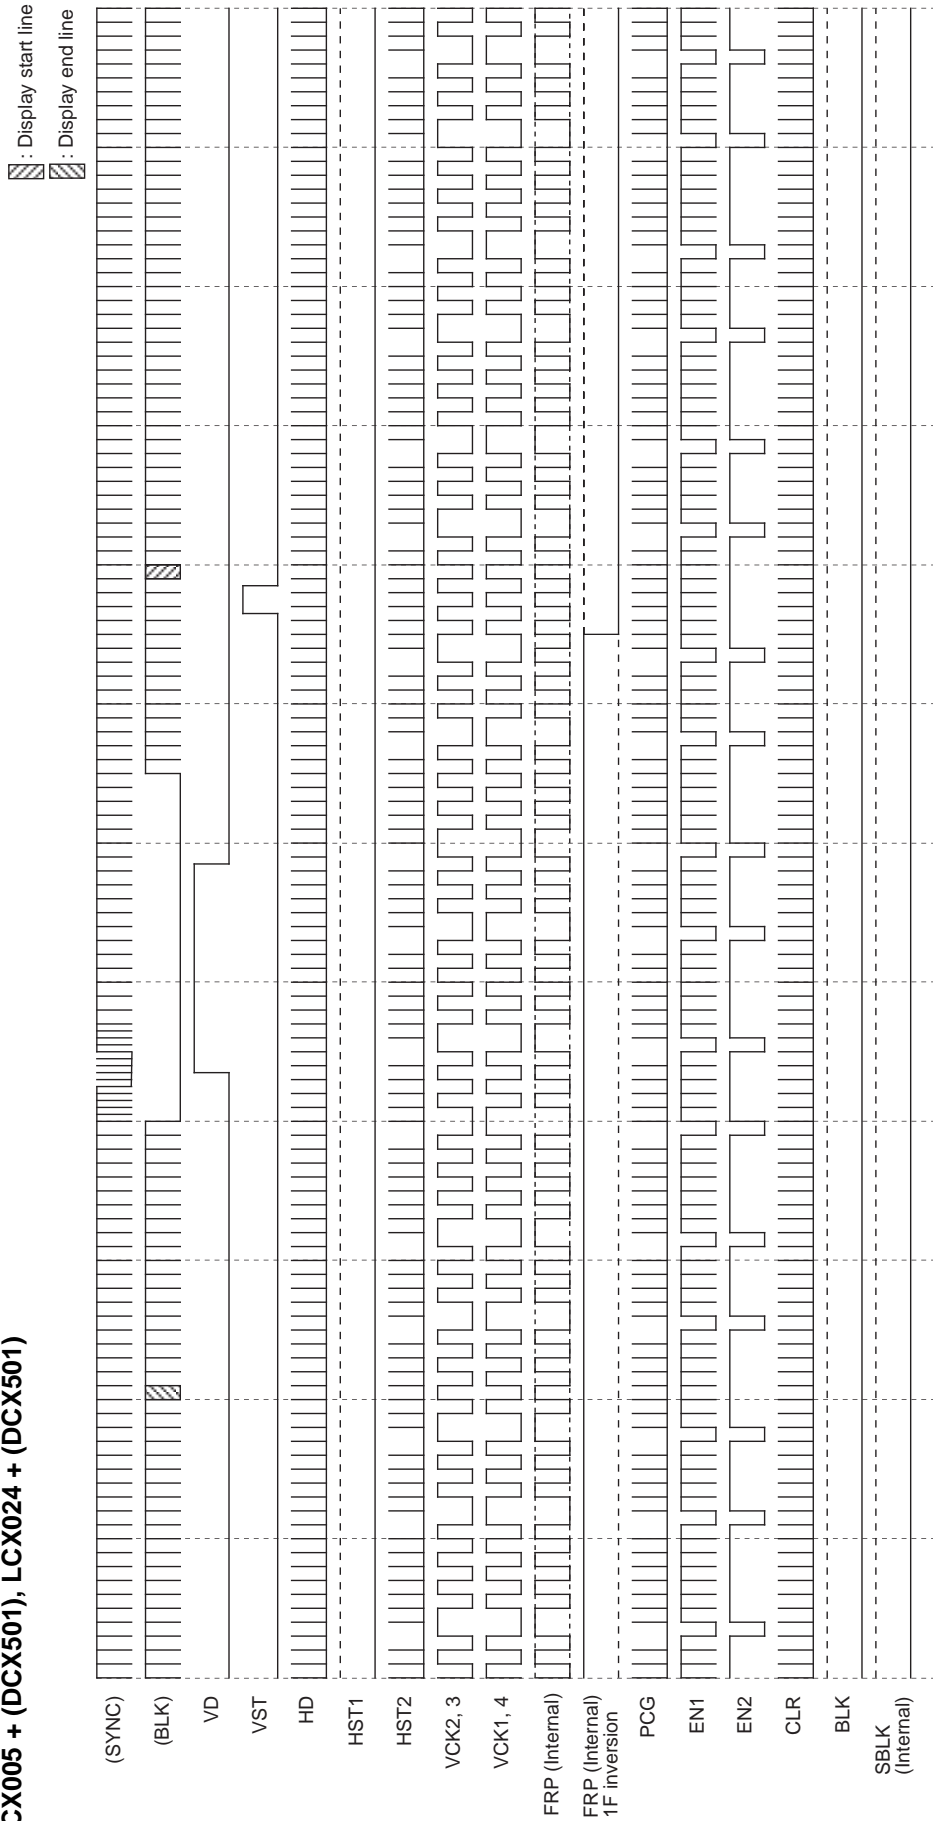 CX005 + (DCX501), LCX024 + (DCX501)
: Display start line
: Display end line
(SYNC)
(BLK)
VD
VST
HD
HST1
HST2
VCK2, 3
VCK1, 4
FRP (Internal)
FRP (Internal)
1F inversion
PCG
EN1
EN2
CLR
BLK
SBLK
(Internal)